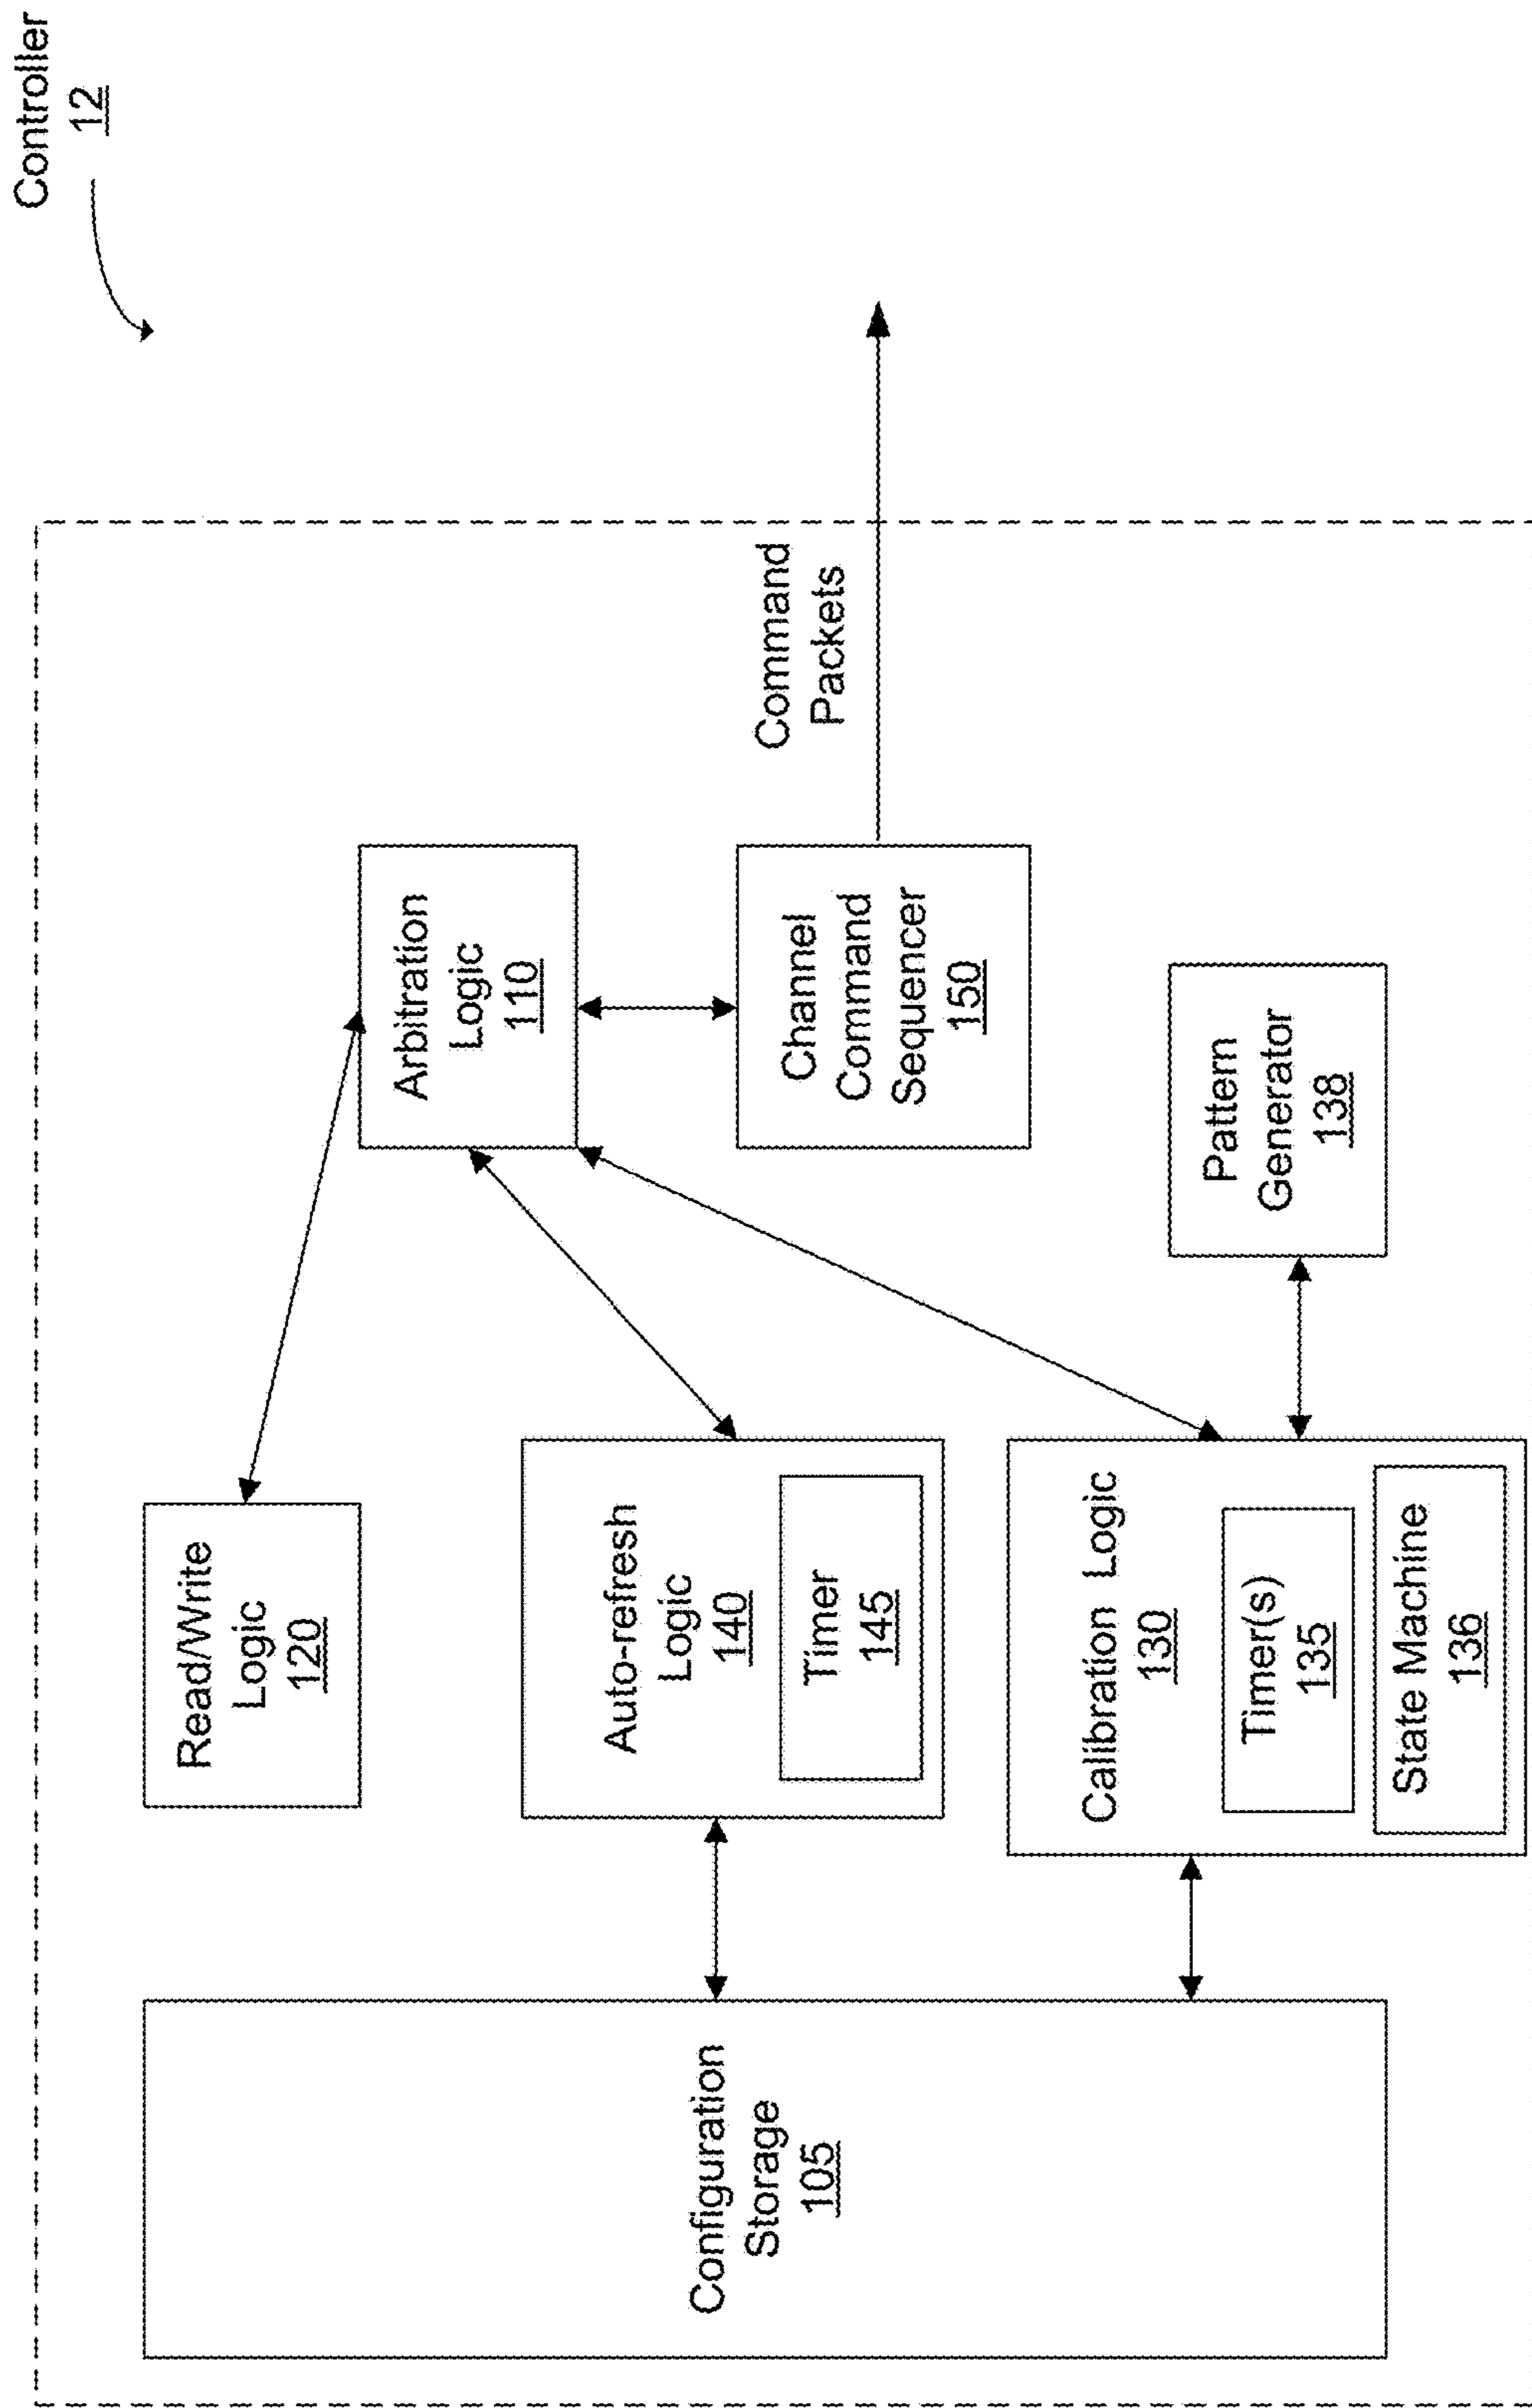 Controller
12
Configuration
Storage
105
Read/Write
Logic
120
Auto-refresh
Logic
140
Timer
145
Calibration Logic
130
Timer(s)
135
State Machine
136
Arbitration
Logic
110
Channel
Command
Sequencer
150
Pattern
Generator
138
Command
Packets